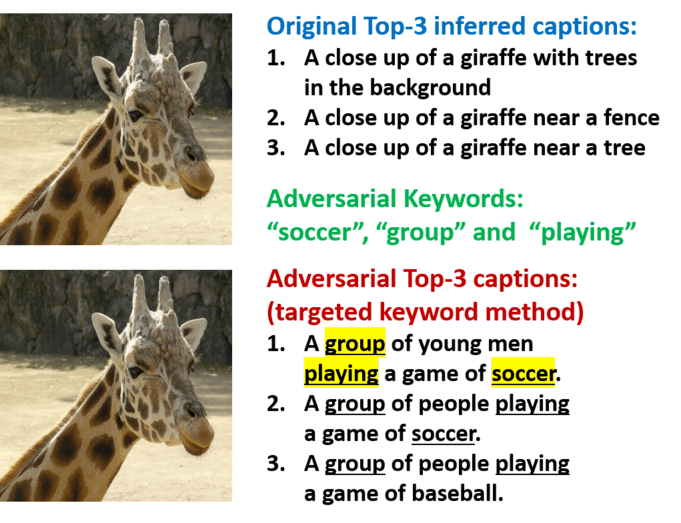 Original Top-3 inferred captions:
1. A close up of a giraffe with trees
in the background
2. A close up of a giraffe near a fence
3. A close up of a giraffe near a tree
Adversarial Keywords:
“soccer”, “group” and “playing”
Adversarial Top-3 captions:
(targeted keyword method)
1. A group of young men
playing a game of soccer.
2. A group of people playing
a game of soccer.
3. A group of people playing
a game of baseball.